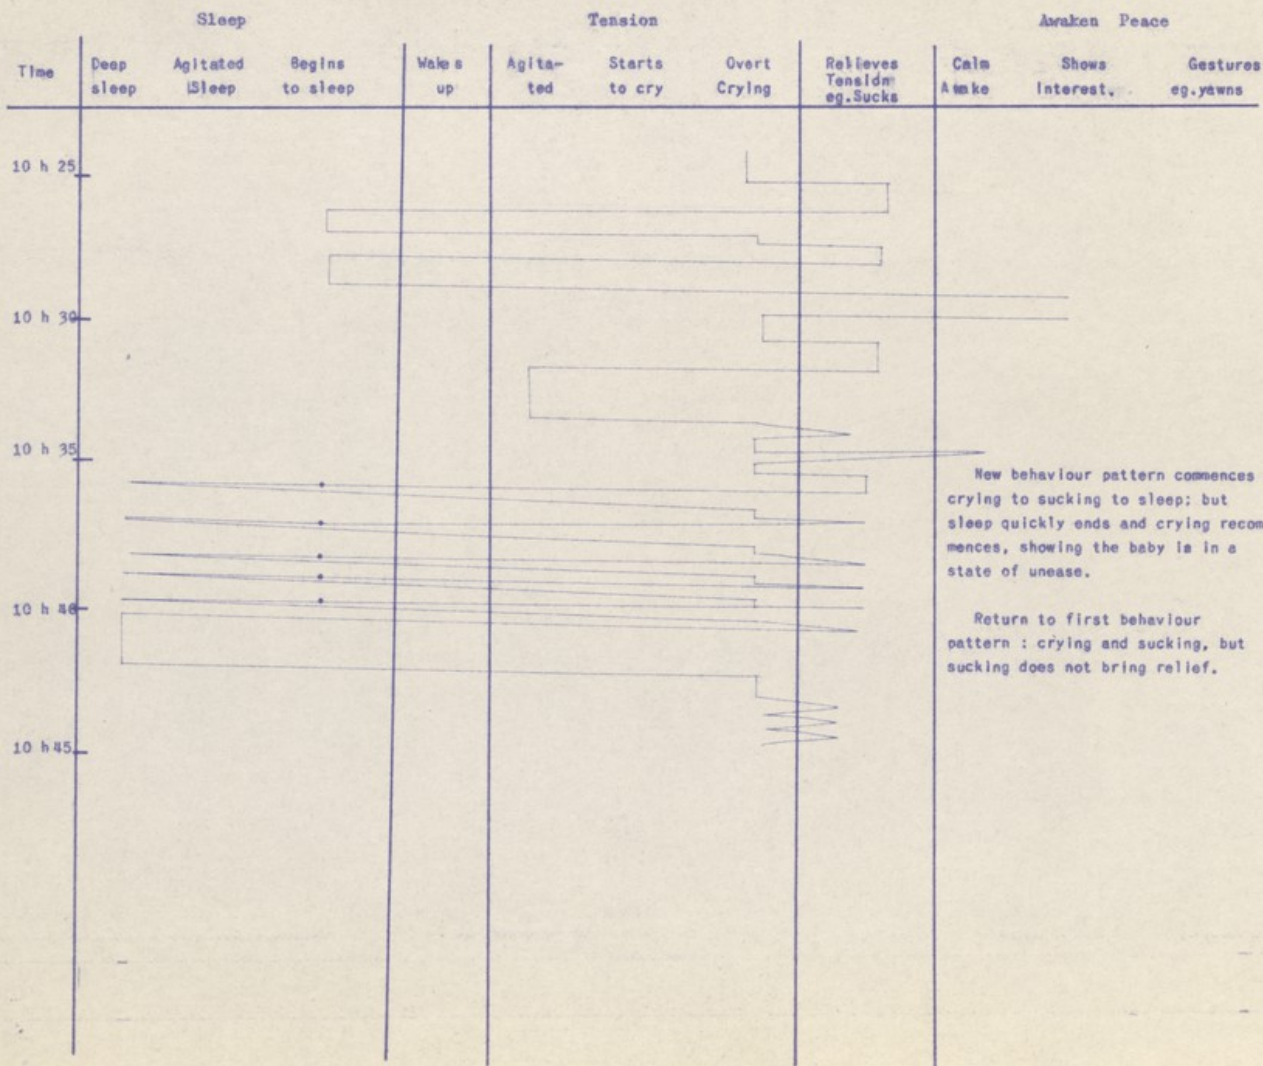 Sleep Tension Awaken Peace
Time Deep sleep Agitated Sleep Begins to sleep Wakes up Agita- ted Starts to cry Overt Crying Relieves Tension eg.Sucks Calm Awake Shows Interest. Gestures eg.yawns
10 h 25
10 h 30
10 h 35
New behaviour pattern commences
crying to sucking to sleep; but
sleep quickly ends and crying recom
mences, showing the baby is in a
state of unease.
10 h 40
Return to first behaviour
pattern : crying and sucking, but
sucking does not bring relief.
10 h 45